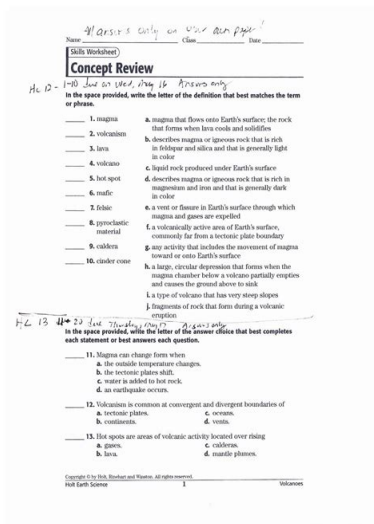 Answers only on your own paper!
Name Class Date
Skills Worksheet
Concept Review
HC 12 - 1-10 due on Wed, May 16 Answers only
In the space provided, write the letter of the definition that best matches the term
or phrase.
1. magma
2. volcanism
3. lava
4. volcano
5. hot spot
6. mafic
7. felsic
8. pyroclastic
material
9. caldera
10. cinder cone
a. magma that flows onto Earth's surface; the rock
that forms when lava cools and solidifies
b. describes magma or igneous rock that is rich
in feldspar and silica and that is generally light
in color
c. liquid rock produced under Earth's surface
d. describes magma or igneous rock that is rich in
magnesium and iron and that is generally dark
in color
e. a vent or fissure in Earth's surface through which
magma and gases are expelled
f. a volcanically active area of Earth's surface,
commonly far from a tectonic plate boundary
g. any activity that includes the movement of magma
toward or onto Earth's surface
h. a large, circular depression that forms when the
magma chamber below a volcano partially empties
and causes the ground above to sink
i. a type of volcano that has very steep slopes
j. fragments of rock that form during a volcanic
eruption
HC 13 11-20 due Thursday, May 17 Answers only
In the space provided, write the letter of the answer choice that best completes
each statement or best answers each question.
11. Magma can change form when
a. the outside temperature changes.
b. the tectonic plates shift.
c. water is added to hot rock.
d. an earthquake occurs.
12. Volcanism is common at convergent and divergent boundaries of
a. tectonic plates. c. oceans.
b. continents. d. vents.
13. Hot spots are areas of volcanic activity located over rising
a. gases. c. calderas.
b. lava. d. mantle plumes.
Copyright © by Holt, Rinehart and Winston. All rights reserved.
Holt Earth Science 1 Volcanoes